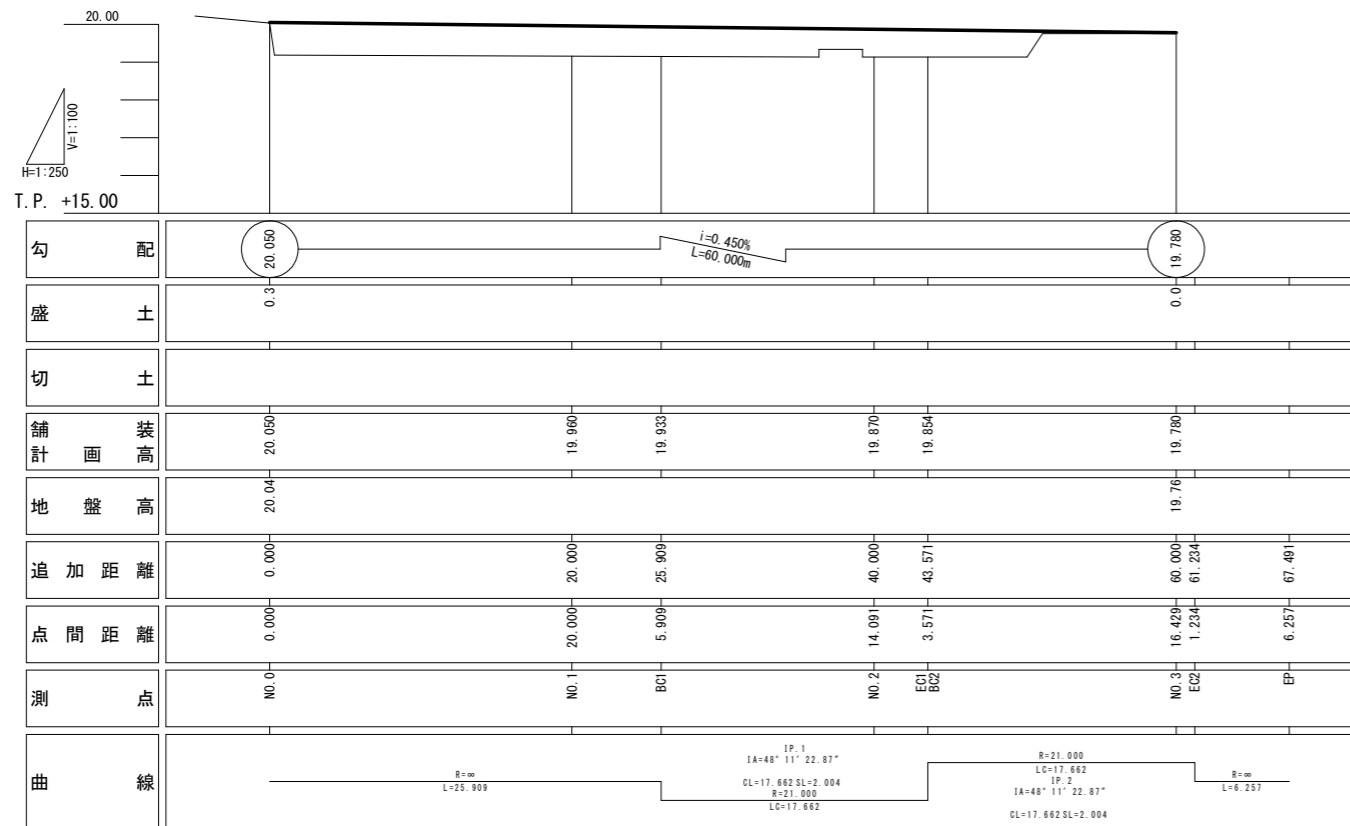 20.00
V=1:100
H=1:250
T.P. +15.00
勾配
20.050
i=0.450%
L=60.000m
19.780
盛土
0.3
0.0
切土
舗装
計画高
20.050
19.960
19.933
19.870
19.854
19.780
地盤高
20.04
19.76
追加距離
0.000
20.000
25.909
40.000
43.571
60.000
61.234
67.491
点間距離
0.000
20.000
5.909
14.091
3.571
16.429
1.234
6.257
測点
NO.0
NO.1
BC1
NO.2
EC1
BC2
NO.3
EC2
EP
曲線
R=∞
L=25.909
IP.1
IA=48° 11′ 22.87″
CL=17.662 SL=2.004
R=21.000
LC=17.662
R=21.000
LC=17.662
IP.2
IA=48° 11′ 22.87″
CL=17.662 SL=2.004
R=∞
L=6.257